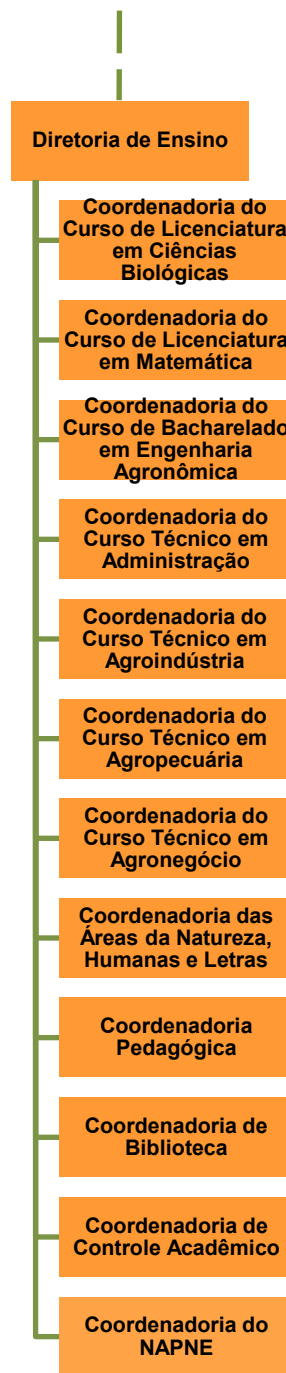 Diretoria de Ensino
Coordenadoria do
Curso de Licenciatura
em Ciências
Biológicas
Coordenadoria do
Curso de Licenciatura
em Matemática
Coordenadoria do
Curso de Bacharelado
em Engenharia
Agronômica
Coordenadoria do
Curso Técnico em
Administração
Coordenadoria do
Curso Técnico em
Agroindústria
Coordenadoria do
Curso Técnico em
Agropecuária
Coordenadoria do
Curso Técnico em
Agronegócio
Coordenadoria das
Áreas da Natureza,
Humanas e Letras
Coordenadoria
Pedagógica
Coordenadoria de
Biblioteca
Coordenadoria de
Controle Acadêmico
Coordenadoria do
NAPNE